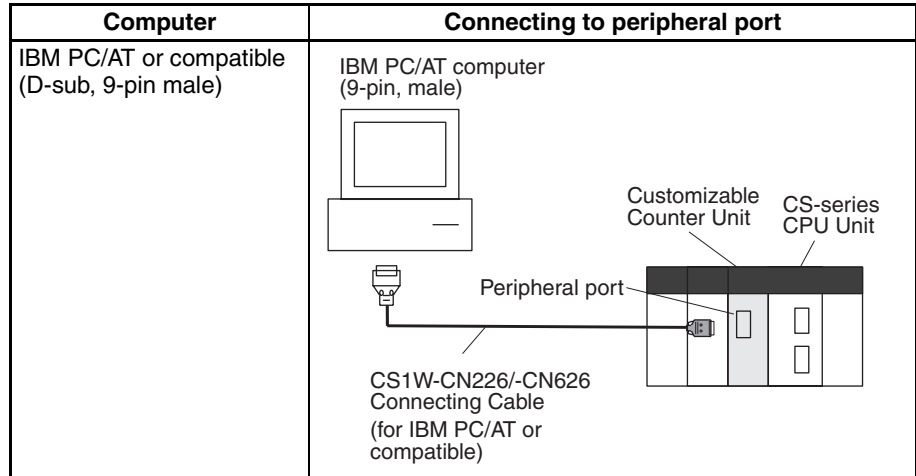 Computer
Connecting to peripheral port
IBM PC/AT or compatible
(D-sub, 9-pin male)
IBM PC/AT computer
(9-pin, male)
Customizable
Counter Unit
CS-series
CPU Unit
Peripheral port
CS1W-CN226/-CN626
Connecting Cable
(for IBM PC/AT or
compatible)